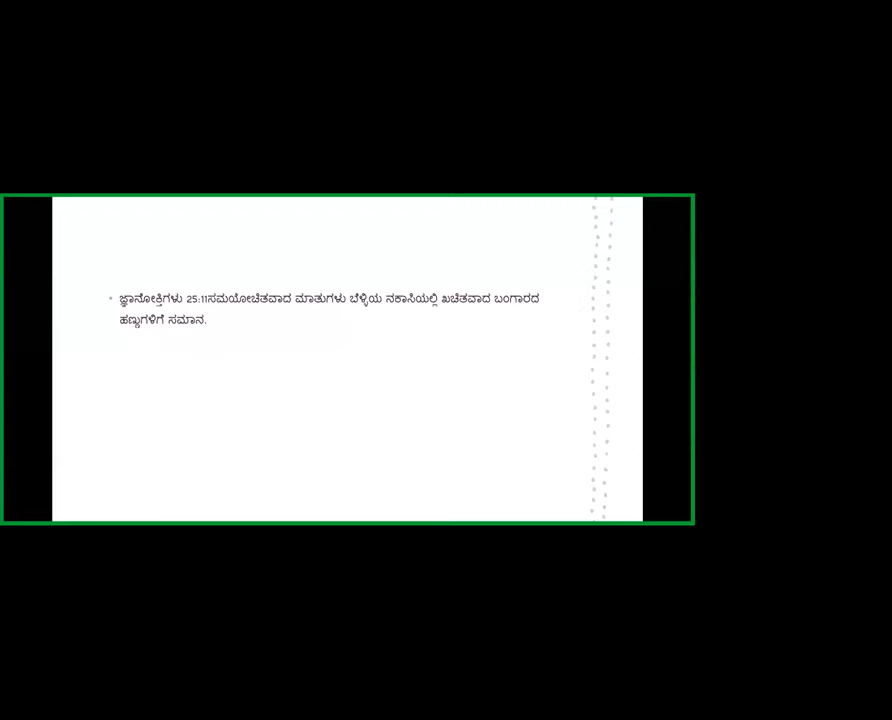 ಜ್ಞಾನೋಕ್ತಿಗಳು 25:11ಸಮಯೋಚಿತವಾದ ಮಾತುಗಳು ಬೆಳ್ಳಿಯ ನಕಾಸಿಯಲ್ಲಿ ಖಚಿತವಾದ ಬಂಗಾರದ
ಹಣ್ಣುಗಳಿಗೆ ಸಮಾನ.